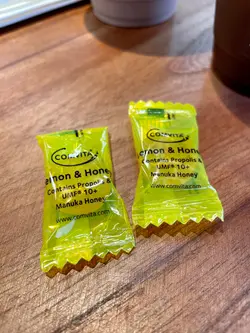 COMVITA
emon & Hone
Contains Propolis &
UMF® 10+
Manuka Honey
www.comvita.com
COMVITA
emon & Hone
Contains Propolis &
UMF® 10+
Manuka Honey
www.comvita.com